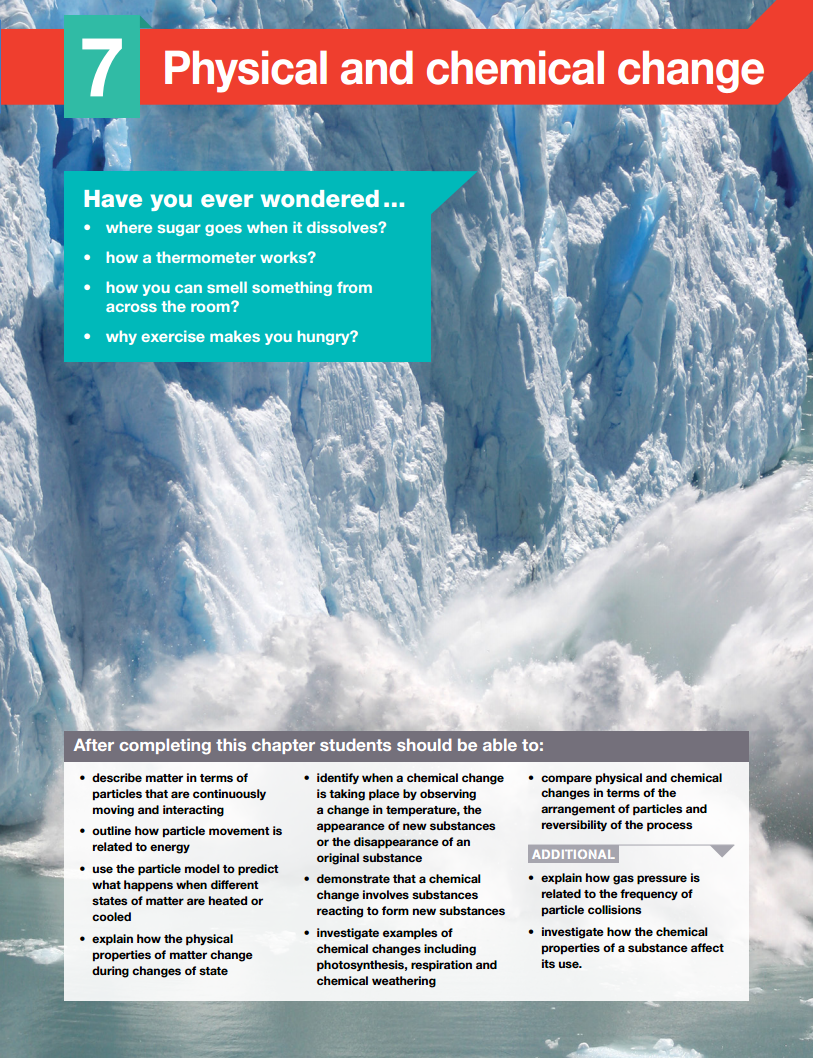 7
Physical and chemical change
Have you ever wondered...
• where sugar goes when it dissolves?
• how a thermometer works?
• how you can smell something from
across the room?
• why exercise makes you hungry?
After completing this chapter students should be able to:
• describe matter in terms of
particles that are continuously
moving and interacting
• outline how particle movement is
related to energy
• use the particle model to predict
what happens when different
states of matter are heated or
cooled
• explain how the physical
properties of matter change
during changes of state
• identify when a chemical change
is taking place by observing
a change in temperature, the
appearance of new substances
or the disappearance of an
original substance
• demonstrate that a chemical
change involves substances
reacting to form new substances
• investigate examples of
chemical changes including
photosynthesis, respiration and
chemical weathering
• compare physical and chemical
changes in terms of the
arrangement of particles and
reversibility of the process
ADDITIONAL
• explain how gas pressure is
related to the frequency of
particle collisions
• investigate how the chemical
properties of a substance affect
its use.